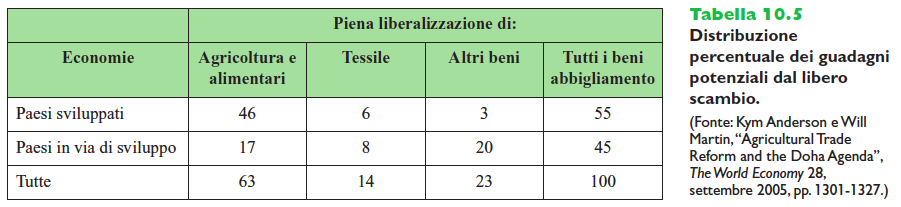 Piena liberalizzazione di:
Economie Agricoltura e alimentari Tessile Altri beni Tutti i beni abbigliamento
Paesi sviluppati 46 6 3 55
Paesi in via di sviluppo 17 8 20 45
Tutte 63 14 23 100
Tabella 10.5
Distribuzione
percentuale dei guadagni
potenziali dal libero
scambio.
(Fonte: Kym Anderson e Will
Martin, “Agricultural Trade
Reform and the Doha Agenda”,
The World Economy 28,
settembre 2005, pp. 1301-1327.)